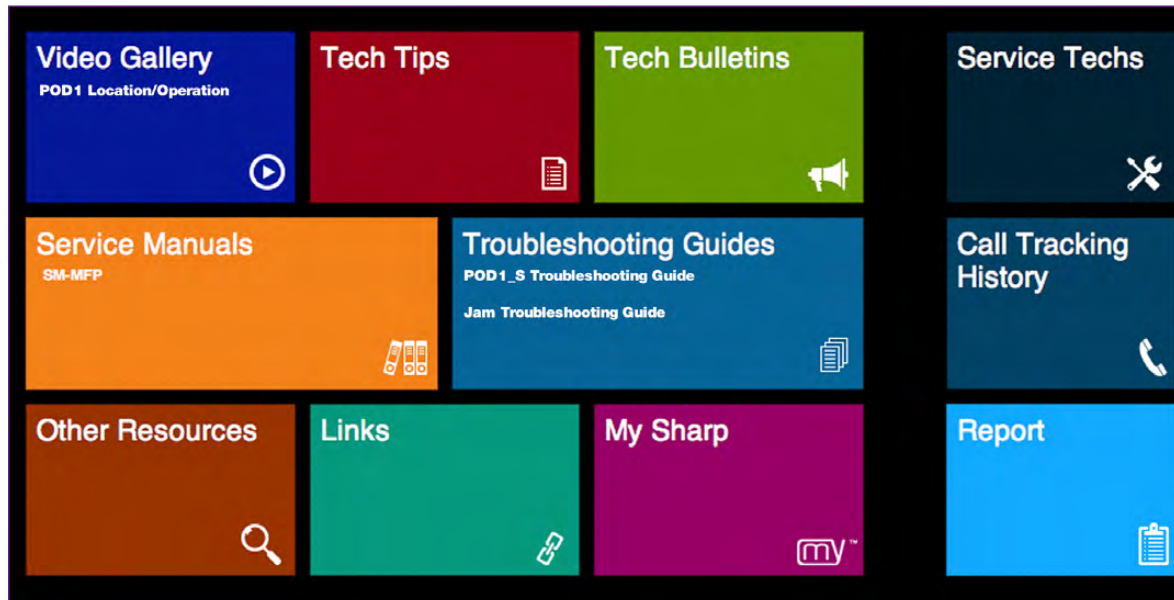 Video Gallery
POD1 Location/Operation
Tech Tips
Tech Bulletins
Service Techs
Service Manuals
SM-MFP
Troubleshooting Guides
POD1_S Troubleshooting Guide
Jam Troubleshooting Guide
Call Tracking
History
Other Resources
Links
My Sharp
my™
Report